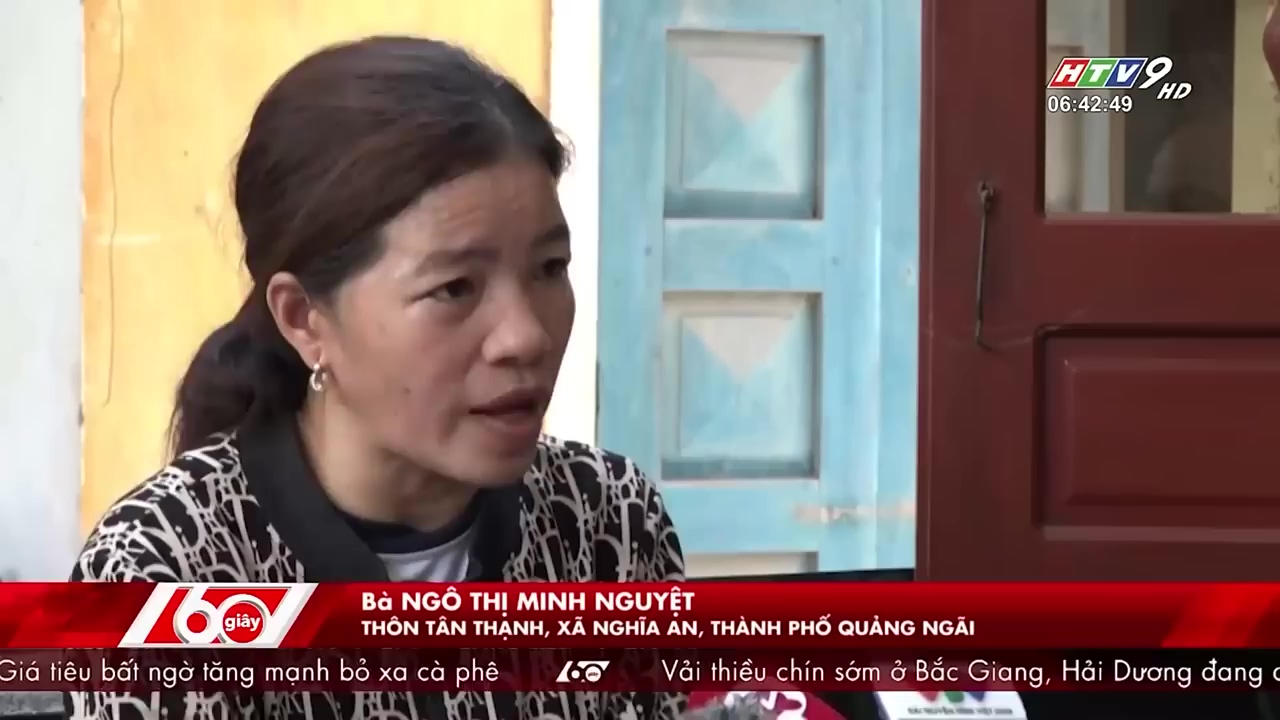 HTV9
HD
06:42:49
60 giây
Bà NGÔ THỊ MINH NGUYỆT
THÔN TÂN THẠNH, XÃ NGHĨA AN, THÀNH PHỐ QUẢNG NGÃI
Giá tiêu bất ngờ tăng mạnh bỏ xa cà phê 60 giây Vải thiều chín sớm ở Bắc Giang, Hải Dương đang